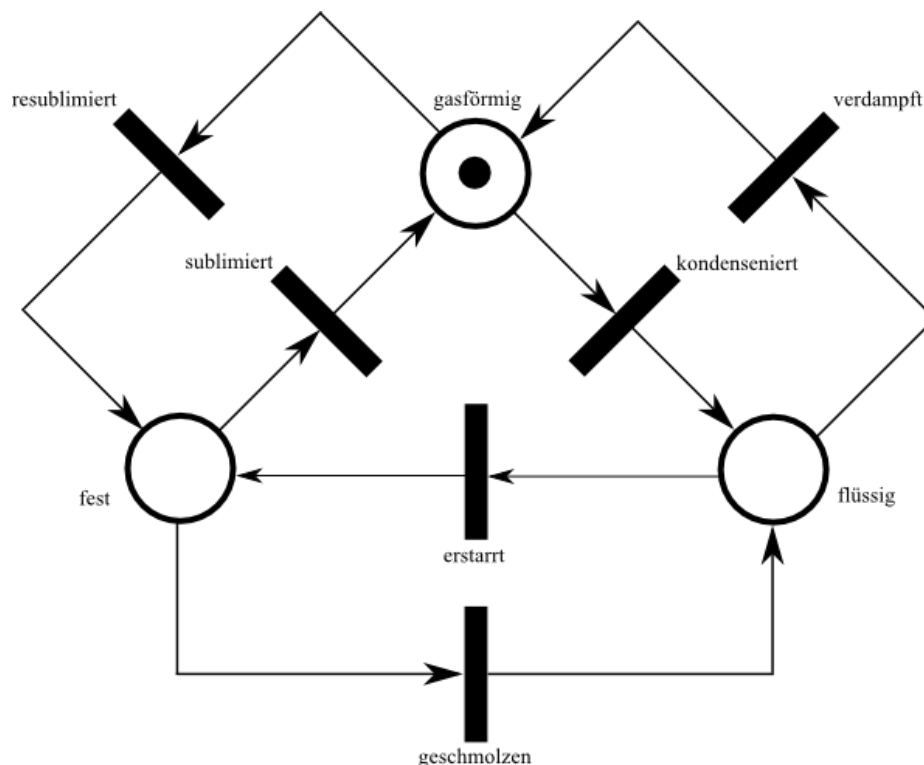 resublimiert
gasförmig
verdampft
sublimiert
kondenseniert
fest
flüssig
erstarrt
geschmolzen